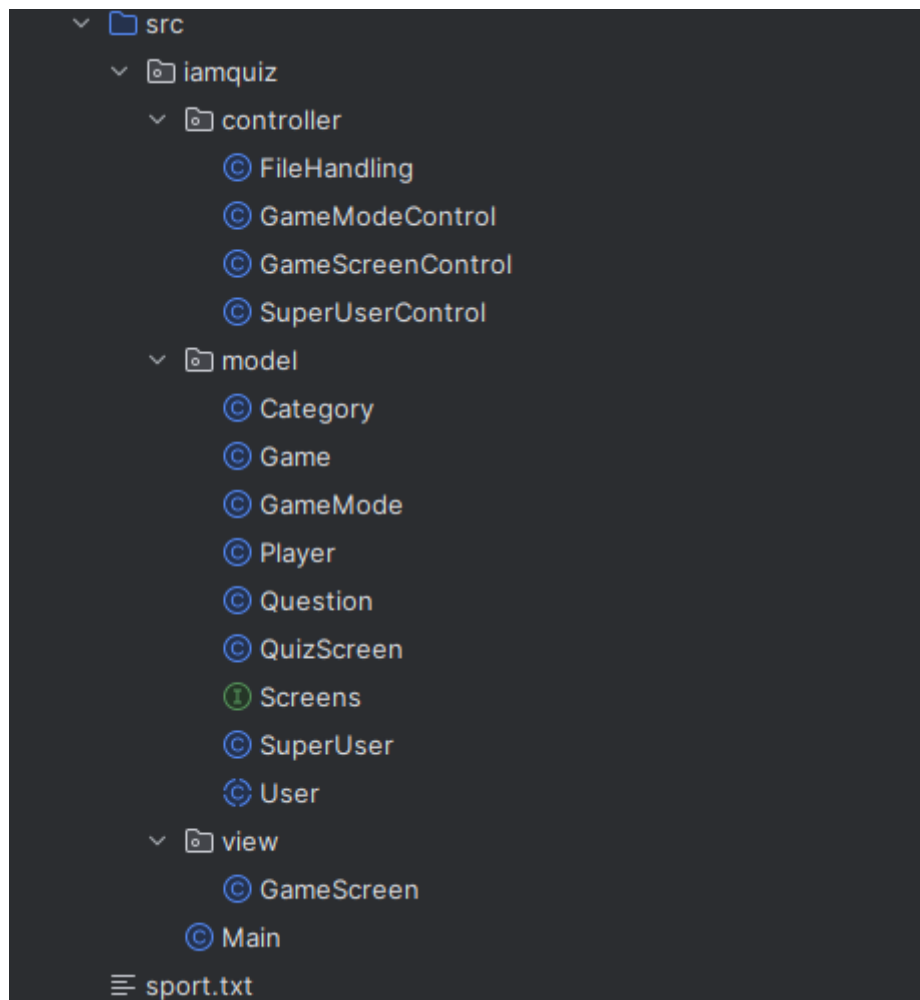 src
iamquiz
controller
FileHandling
GameModeControl
GameScreenControl
SuperUserControl
model
Category
Game
GameMode
Player
Question
QuizScreen
Screens
SuperUser
User
view
GameScreen
Main
sport.txt